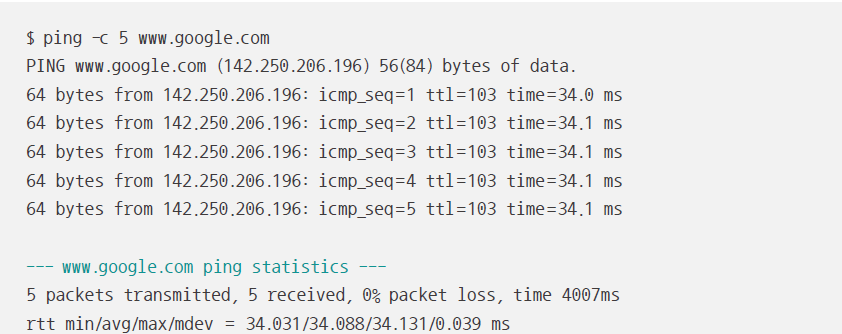 $ ping -c 5 www.google.com
PING www.google.com (142.250.206.196) 56(84) bytes of data.
64 bytes from 142.250.206.196: icmp_seq=1 ttl=103 time=34.0 ms
64 bytes from 142.250.206.196: icmp_seq=2 ttl=103 time=34.1 ms
64 bytes from 142.250.206.196: icmp_seq=3 ttl=103 time=34.1 ms
64 bytes from 142.250.206.196: icmp_seq=4 ttl=103 time=34.1 ms
64 bytes from 142.250.206.196: icmp_seq=5 ttl=103 time=34.1 ms
--- www.google.com ping statistics ---
5 packets transmitted, 5 received, 0% packet loss, time 4007ms
rtt min/avg/max/mdev = 34.031/34.088/34.131/0.039 ms